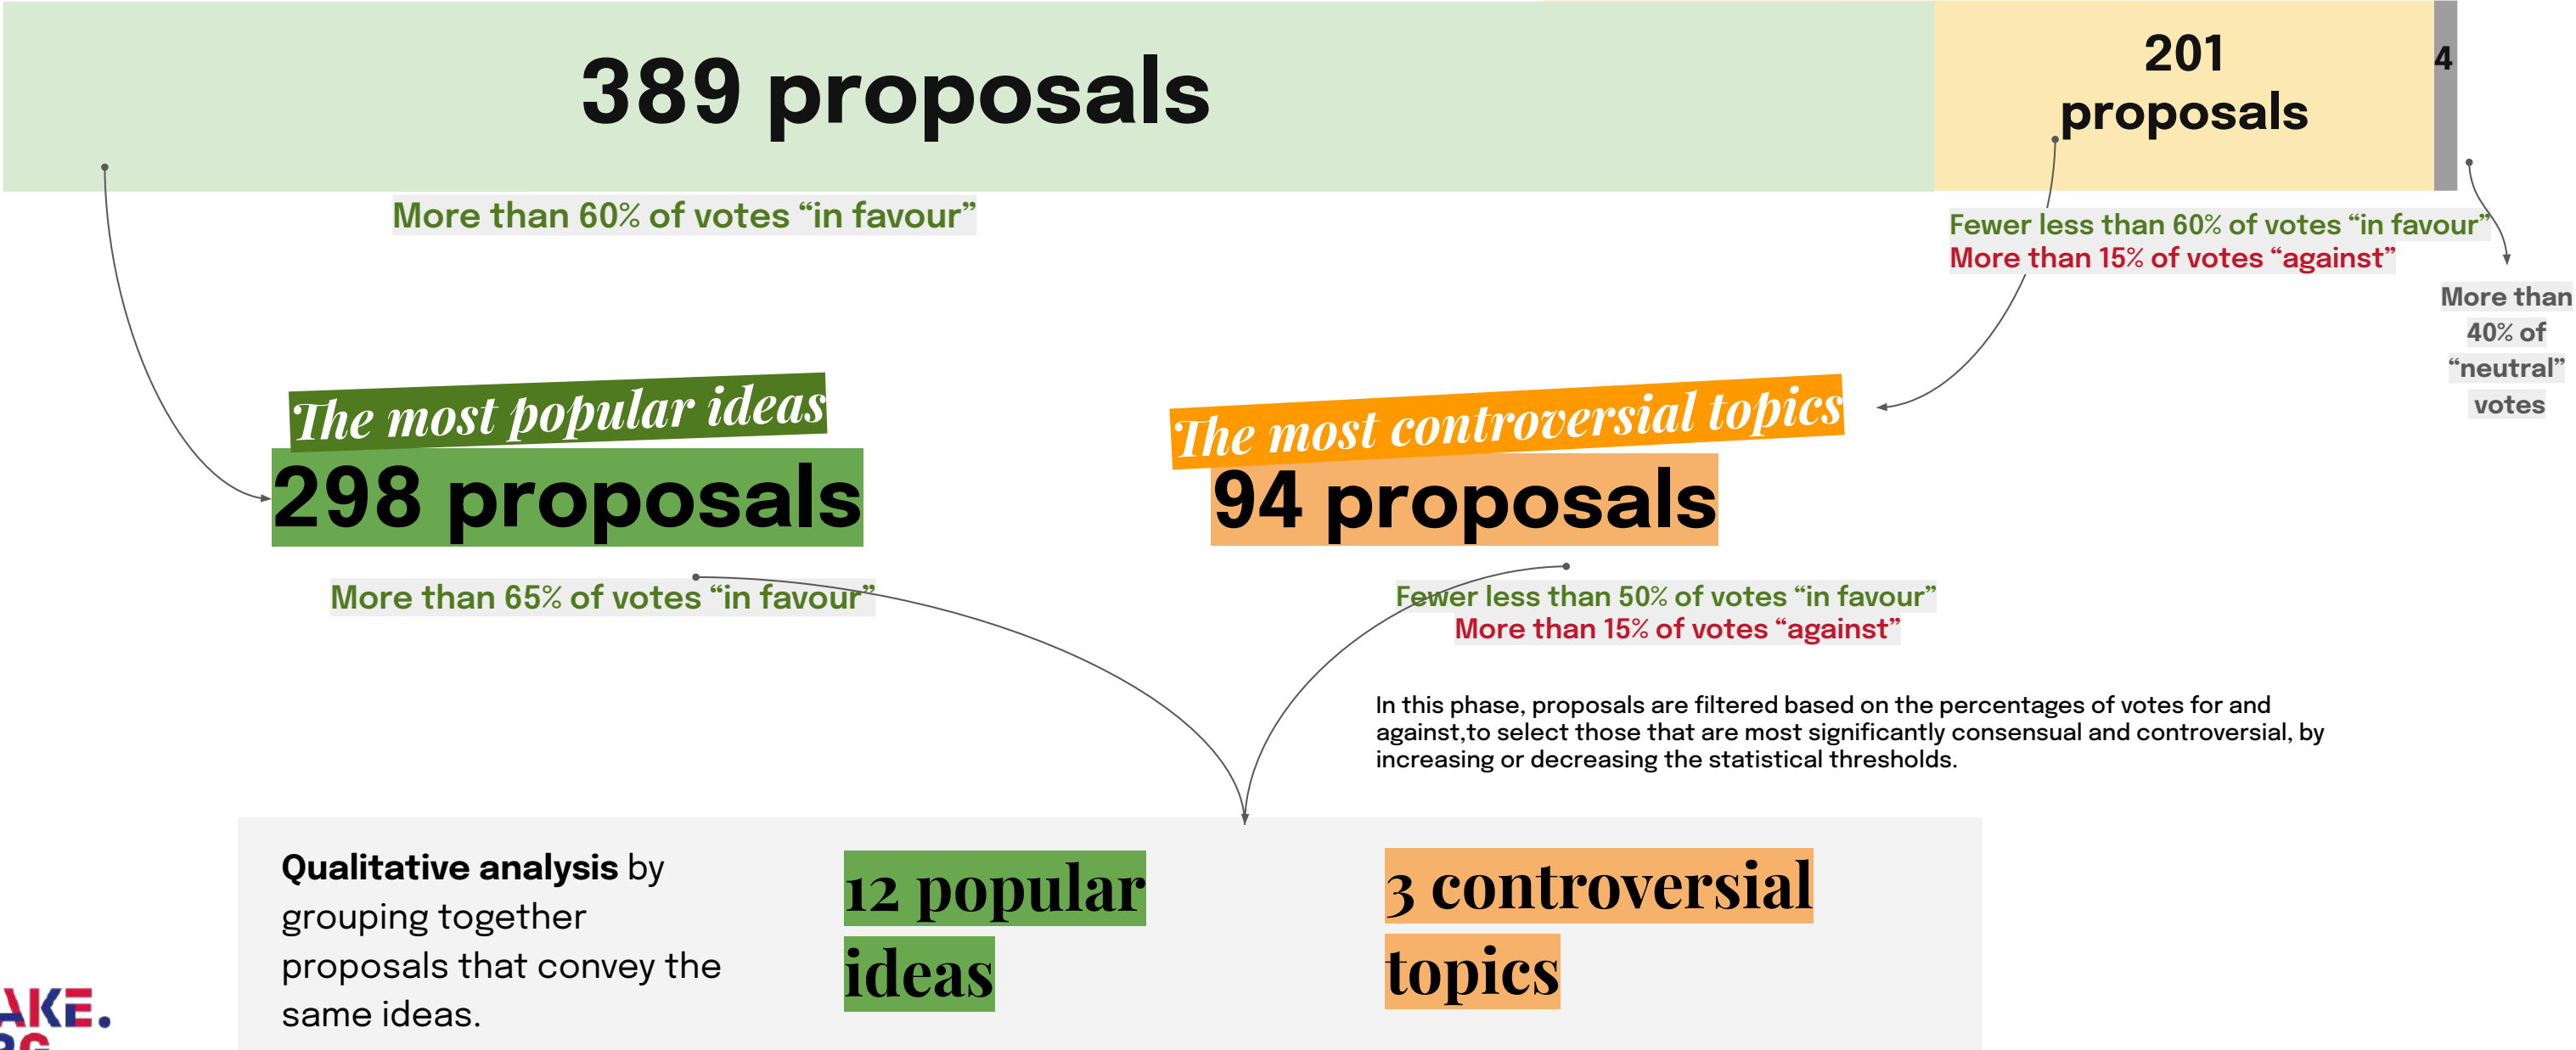 389 proposals
201
proposals
4
More than 60% of votes “in favour”
Fewer less than 60% of votes “in favour”
More than 15% of votes “against”
More than
40% of
“neutral”
votes
The most popular ideas
298 proposals
More than 65% of votes “in favour”
The most controversial topics
94 proposals
Fewer less than 50% of votes “in favour”
More than 15% of votes “against”
In this phase, proposals are filtered based on the percentages of votes for and
against,to select those that are most significantly consensual and controversial, by
increasing or decreasing the statistical thresholds.
Qualitative analysis by
grouping together
proposals that convey the
same ideas.
12 popular
ideas
3 controversial
topics
AKE.